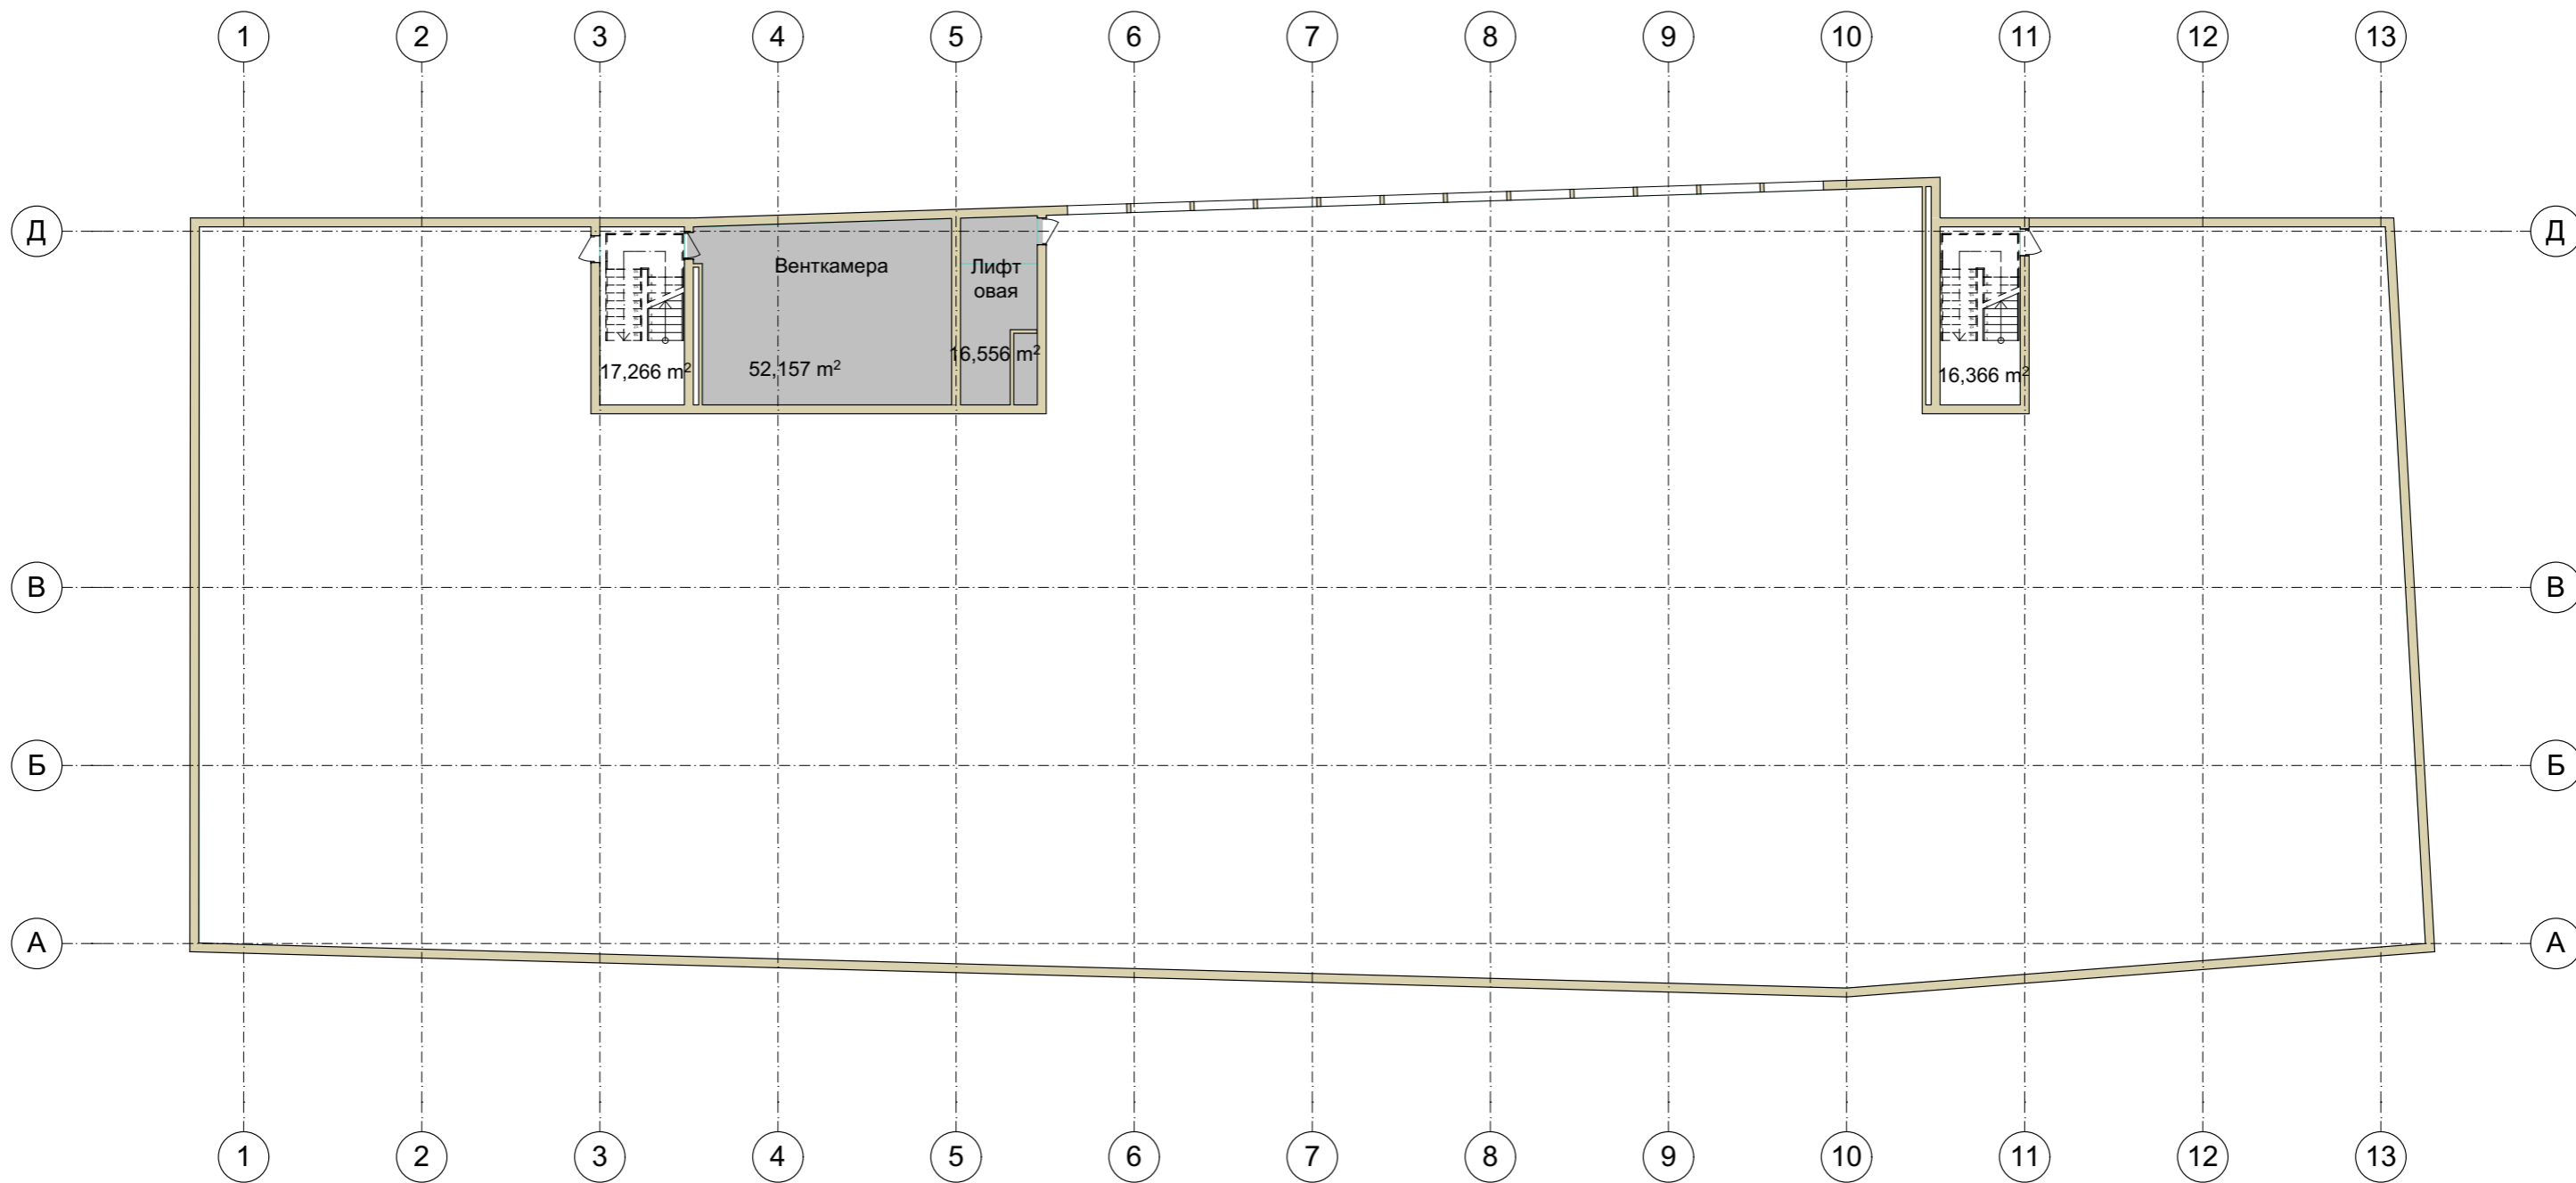 1 2 3 4 5 6 7 8 9 10 11 12 13
Д Д
Венткамера
Лифт
овая
16,556 m²
52,157 m²
17,266 m²
16,366 m²
В В
Б Б
А А
1 2 3 4 5 6 7 8 9 10 11 12 13